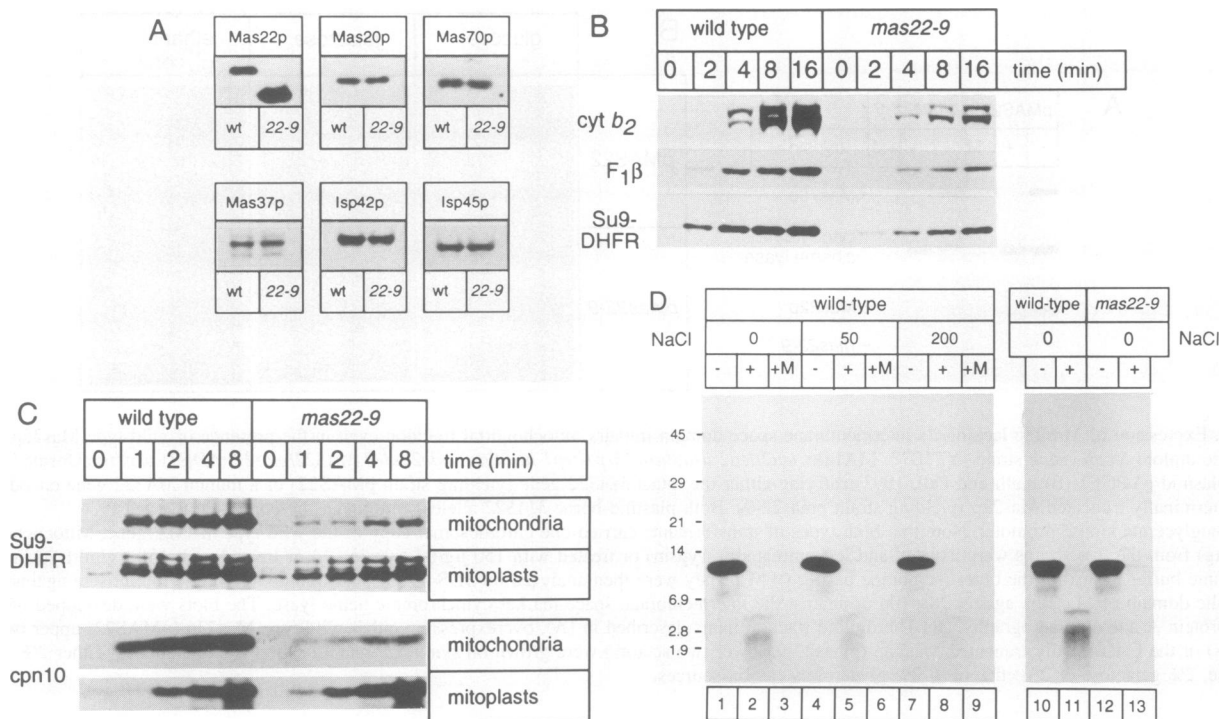 A
Mas22p Mas20p Mas70p
wt 22-9 wt 22-9 wt 22-9
Mas37p Isp42p Isp45p
wt 22-9 wt 22-9 wt 22-9
B
wild type mas22-9
0 2 4 8 16 0 2 4 8 16 time (min)
cyt b2
F1β
Su9-
DHFR
C
wild type mas22-9
0 1 2 4 8 0 1 2 4 8 time (min)
Su9-
DHFR
mitochondria
mitoplasts
cpn10
mitochondria
mitoplasts
D
wild-type
NaCl 0 50 200
- + +M - + +M - + +M
wild-type mas22-9
0 0 NaCl
- + - +
45
29
21
14
6.9
2.8
1.9
1 2 3 4 5 6 7 8 9
10 11 12 13